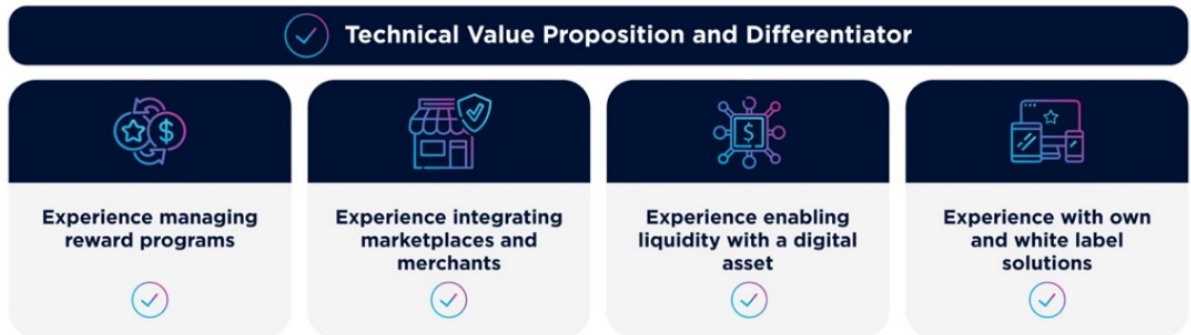 Technical Value Proposition and Differentiator
Experience managing
reward programs
Experience integrating
marketplaces and
merchants
Experience enabling
liquidity with a digital
asset
Experience with own
and white label
solutions